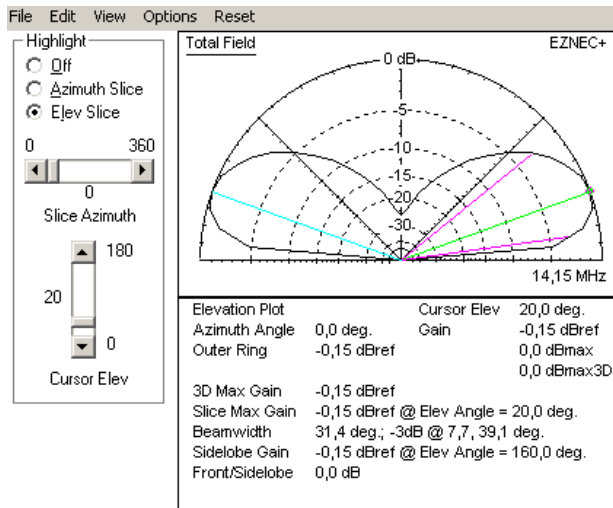 File Edit View Options Reset
Highlight
Off
Azimuth Slice
Elev Slice
0 360
0
Slice Azimuth
180
20
0
Cursor Elev
Total Field
EZNEC+
0 dB
-5
-10
-15
-20
-30
14,15 MHz
Elevation Plot Cursor Elev 20,0 deg.
Azimuth Angle 0,0 deg. Gain -0,15 dBref
Outer Ring -0,15 dBref 0,0 dBmax
0,0 dBmax3D
3D Max Gain -0,15 dBref
Slice Max Gain -0,15 dBref @ Elev Angle = 20,0 deg.
Beamwidth 31,4 deg.; -3dB @ 7,7, 39,1 deg.
Sidelobe Gain -0,15 dBref @ Elev Angle = 160,0 deg.
Front/Sidelobe 0,0 dB